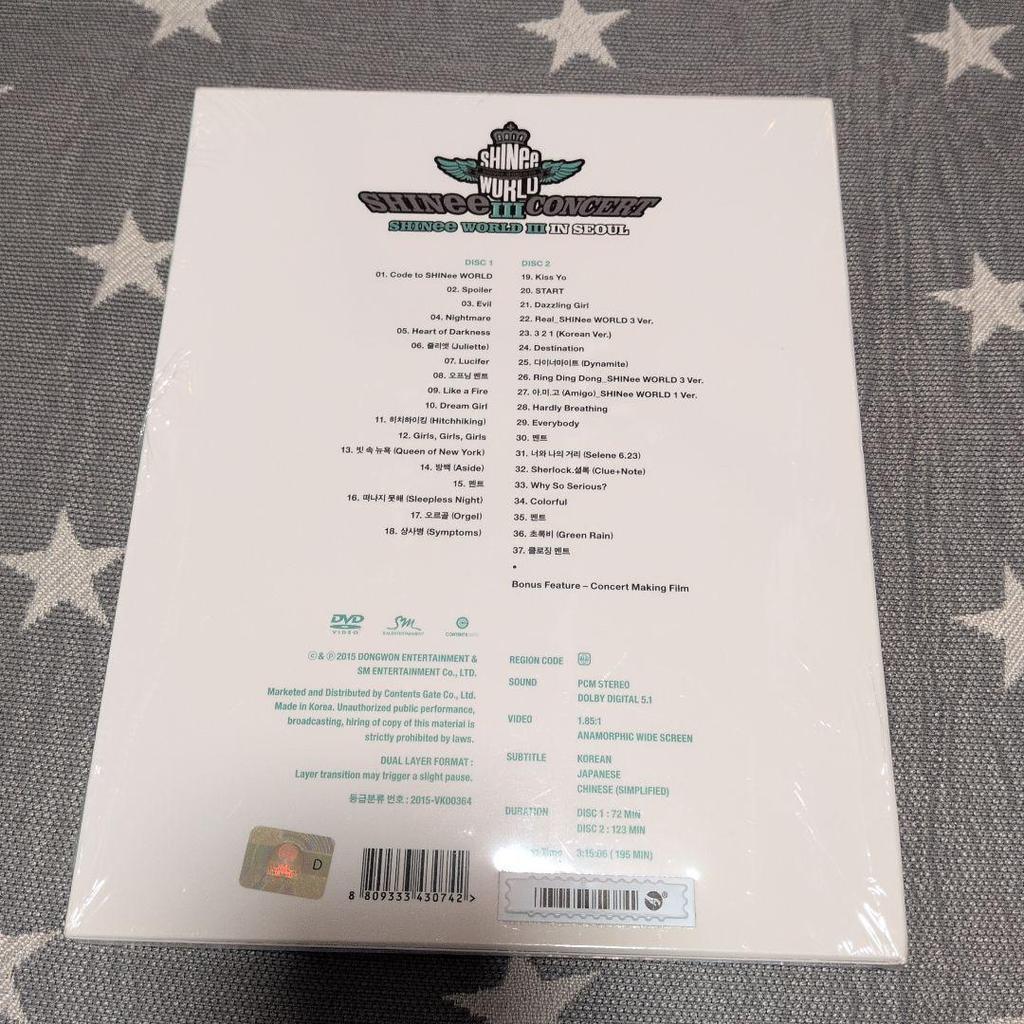 SHINee
WORLD
SHINee III CONCERT
SHINee WORLD III IN SEOUL
DISC 1
01. Code to SHINee WORLD
02. Spoiler
03. Evil
04. Nightmare
05. Heart of Darkness
06. 줄리엣 (Juliette)
07. Lucifer
08. 오프닝 멘트
09. Like a Fire
10. Dream Girl
11. 히치하이킹 (Hitchhiking)
12. Girls, Girls, Girls
13. 빗 속 뉴욕 (Queen of New York)
14. 방백 (Aside)
15. 멘트
16. 떠나지 못해 (Sleepless Night)
17. 오르골 (Orgel)
18. 상사병 (Symptoms)
DISC 2
19. Kiss Yo
20. START
21. Dazzling Girl
22. Real_SHINee WORLD 3 Ver.
23. 3 2 1 (Korean Ver.)
24. Destination
25. 다이너마이트 (Dynamite)
26. Ring Ding Dong_SHINee WORLD 3 Ver.
27. 아.미.고 (Amigo)_SHINee WORLD 1 Ver.
28. Hardly Breathing
29. Everybody
30. 멘트
31. 너와 나의 거리 (Selene 6.23)
32. Sherlock.셜록 (Clue+Note)
33. Why So Serious?
34. Colorful
35. 멘트
36. 초록비 (Green Rain)
37. 클로징 멘트
•
Bonus Feature – Concert Making Film
DVD
VIDEO
SM
S.M.ENTERTAINMENT
CONTENTS GATE
ⓒ & ⓟ 2015 DONGWON ENTERTAINMENT &
SM ENTERTAINMENT Co., LTD.
Marketed and Distributed by Contents Gate Co., Ltd.
Made in Korea. Unauthorized public performance,
broadcasting, hiring of copy of this material is
strictly prohibited by laws.
DUAL LAYER FORMAT :
Layer transition may trigger a slight pause.
등급분류 번호 : 2015-VK00364
REGION CODE
SOUND PCM STEREO
DOLBY DIGITAL 5.1
VIDEO 1.85:1
ANAMORPHIC WIDE SCREEN
SUBTITLE KOREAN
JAPANESE
CHINESE (SIMPLIFIED)
DURATION DISC 1 : 72 MIN
DISC 2 : 123 MIN
Time 3:15:06 ( 195 MIN)
D
8 809333 430742 >